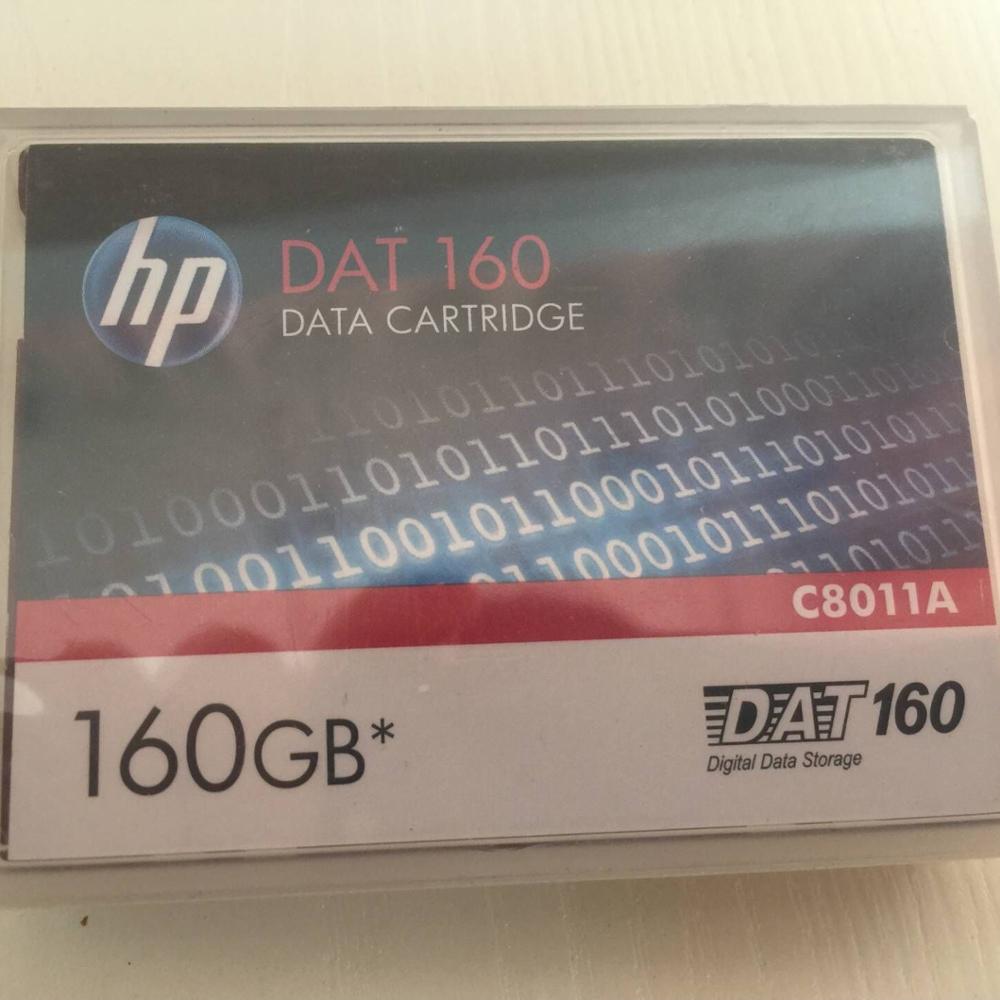 hp
DAT 160
DATA CARTRIDGE
C8011A
160GB*
DAT 160
Digital Data Storage